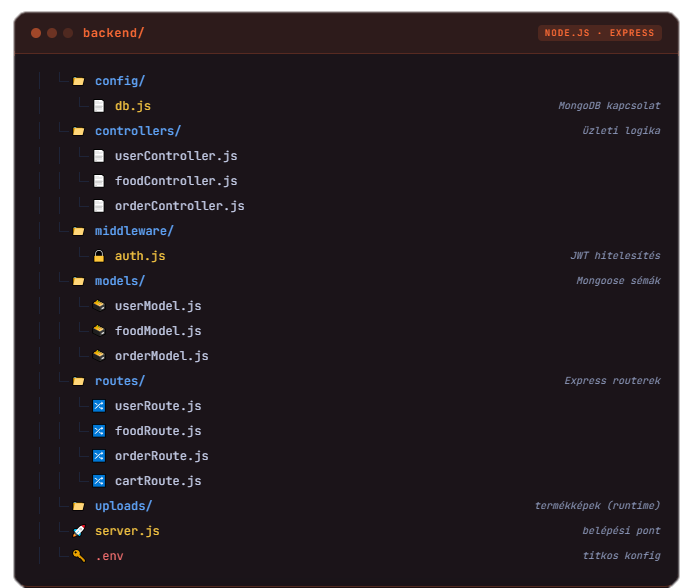 backend/ NODE.JS · EXPRESS
config/
db.js MongoDB kapcsolat
controllers/ üzleti logika
userController.js
foodController.js
orderController.js
middleware/
auth.js JWT hitelesítés
models/ Mongoose sémák
userModel.js
foodModel.js
orderModel.js
routes/ Express routerek
userRoute.js
foodRoute.js
orderRoute.js
cartRoute.js
uploads/ termékképek (runtime)
server.js belépési pont
.env titkos konfig